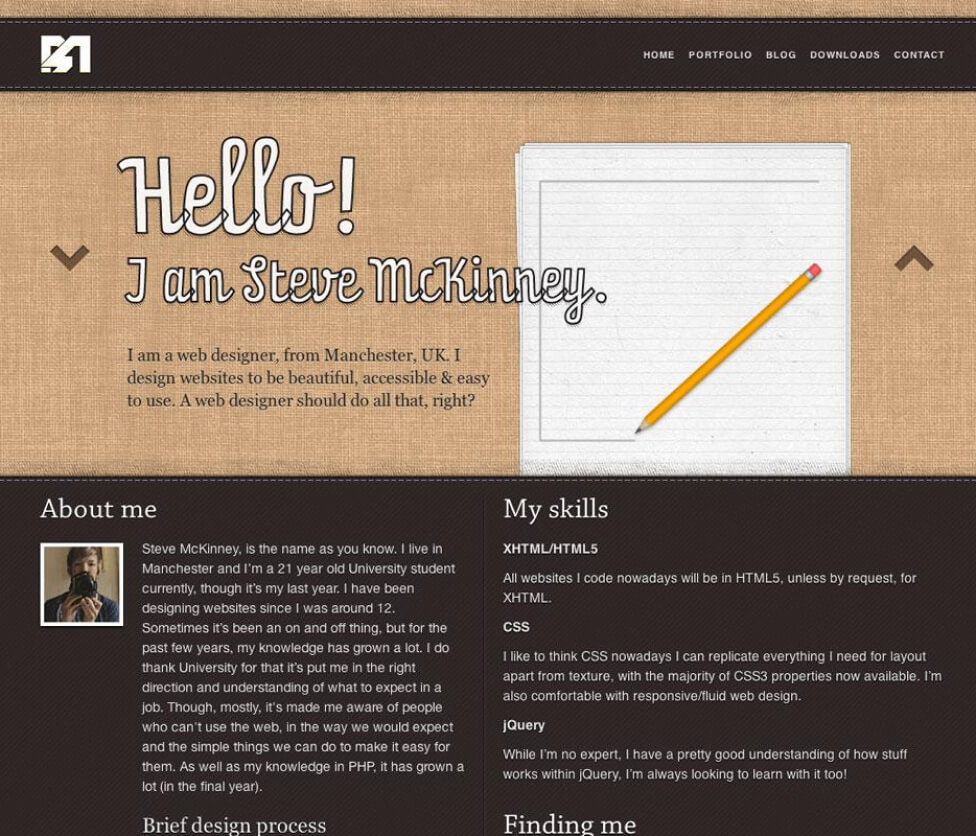 HOME PORTFOLIO BLOG DOWNLOADS CONTACT
Hello!
I am Steve McKinney.
I am a web designer, from Manchester, UK. I
design websites to be beautiful, accessible & easy
to use. A web designer should do all that, right?
About me
Steve McKinney, is the name as you know. I live in
Manchester and I'm a 21 year old University student
currently, though it's my last year. I have been
designing websites since I was around 12.
Sometimes it's been an on and off thing, but for the
past few years, my knowledge has grown a lot. I do
thank University for that it's put me in the right
direction and understanding of what to expect in a
job. Though, mostly, it's made me aware of people
who can't use the web, in the way we would expect
and the simple things we can do to make it easy for
them. As well as my knowledge in PHP, it has grown a
lot (in the final year).
Brief design process
My skills
XHTML/HTML5
All websites I code nowadays will be in HTML5, unless by request, for
XHTML.
CSS
I like to think CSS nowadays I can replicate everything I need for layout
apart from texture, with the majority of CSS3 properties now available. I'm
also comfortable with responsive/fluid web design.
jQuery
While I'm no expert, I have a pretty good understanding of how stuff
works within jQuery, I'm always looking to learn with it too!
Finding me